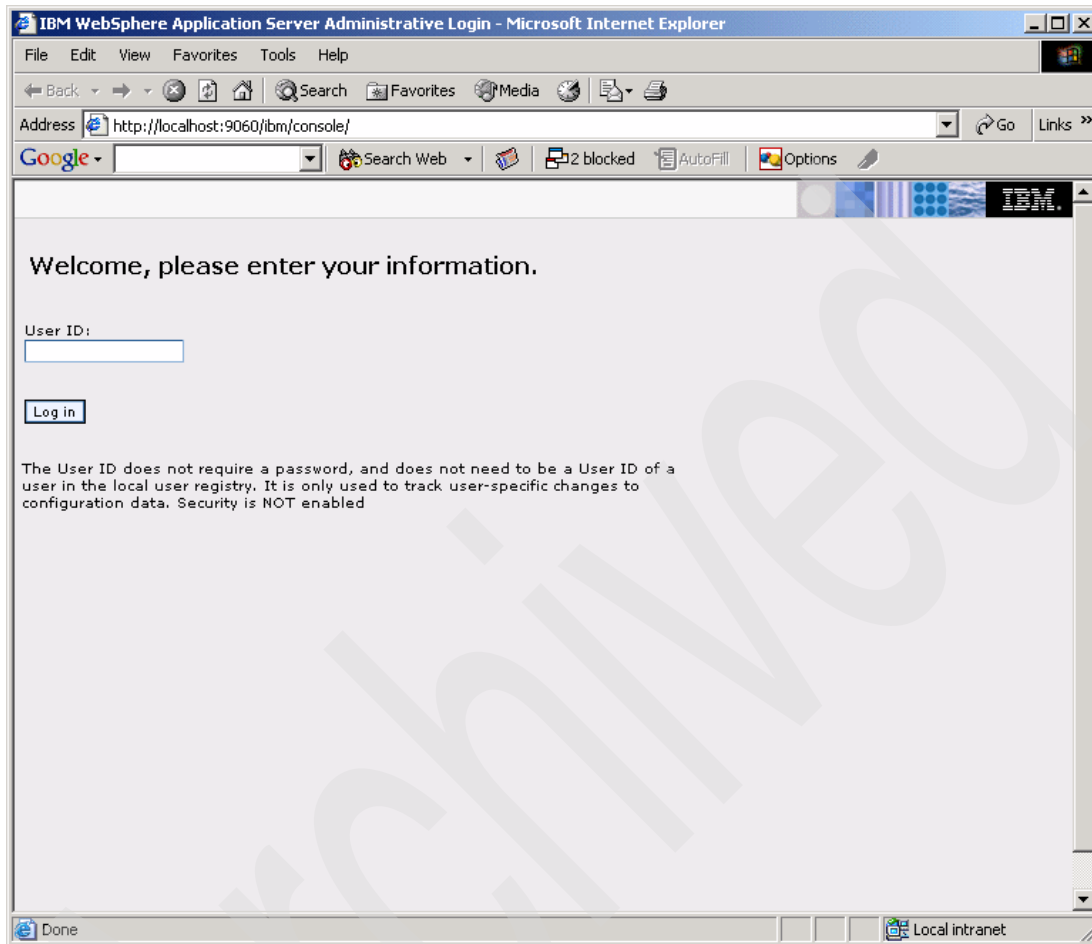 IBM WebSphere Application Server Administrative Login - Microsoft Internet Explorer
File Edit View Favorites Tools Help
Back Search Favorites Media
Address http://localhost:9060/ibm/console/ Go Links »
Google Search Web 2 blocked AutoFill Options
IBM.
Welcome, please enter your information.
User ID:
Log in
The User ID does not require a password, and does not need to be a User ID of a
user in the local user registry. It is only used to track user-specific changes to
configuration data. Security is NOT enabled
Done Local intranet